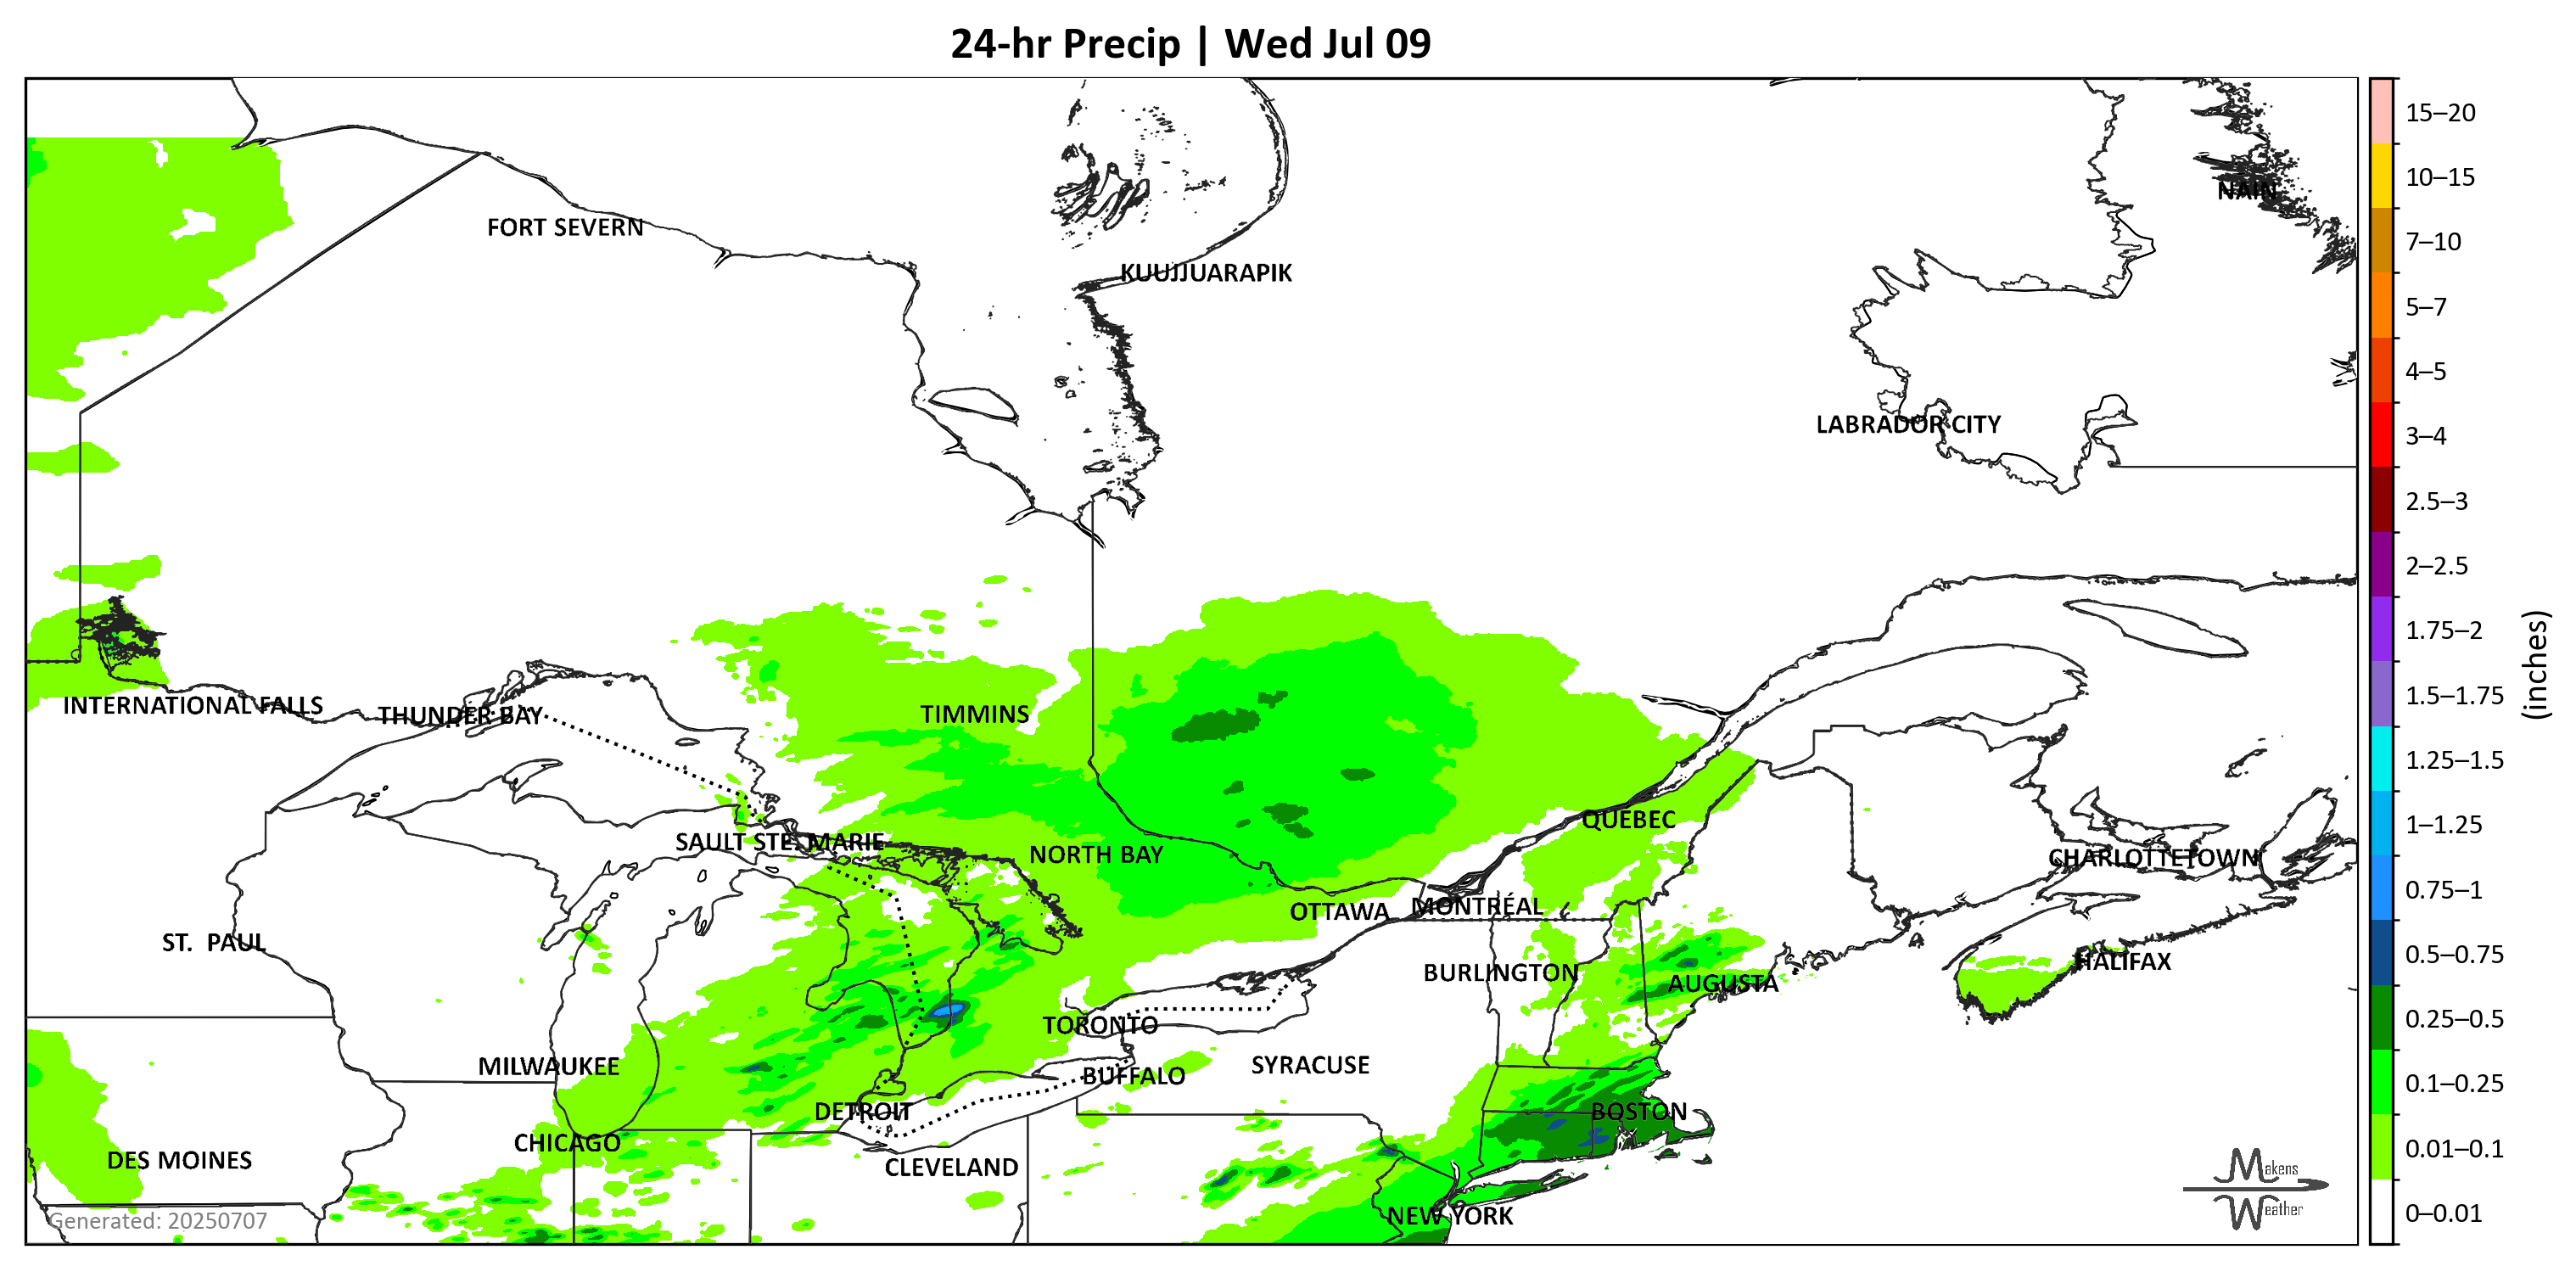 24-hr Precip | Wed Jul 09
NAIN
FORT SEVERN
KUUJJUARAPIK
LABRADOR CITY
INTERNATIONAL FALLS
THUNDER BAY
TIMMINS
SAULT STE. MARIE
NORTH BAY
QUÉBEC
CHARLOTTETOWN
OTTAWA
MONTRÉAL
ST. PAUL
BURLINGTON
AUGUSTA
HALIFAX
TORONTO
MILWAUKEE
BUFFALO
SYRACUSE
DETROIT
BOSTON
CHICAGO
DES MOINES
CLEVELAND
NEW YORK
Generated: 20250707
Makens
Weather
15–20
10–15
7–10
5–7
4–5
3–4
2.5–3
2–2.5
1.75–2
1.5–1.75
1.25–1.5
1–1.25
0.75–1
0.5–0.75
0.25–0.5
0.1–0.25
0.01–0.1
0–0.01
(inches)